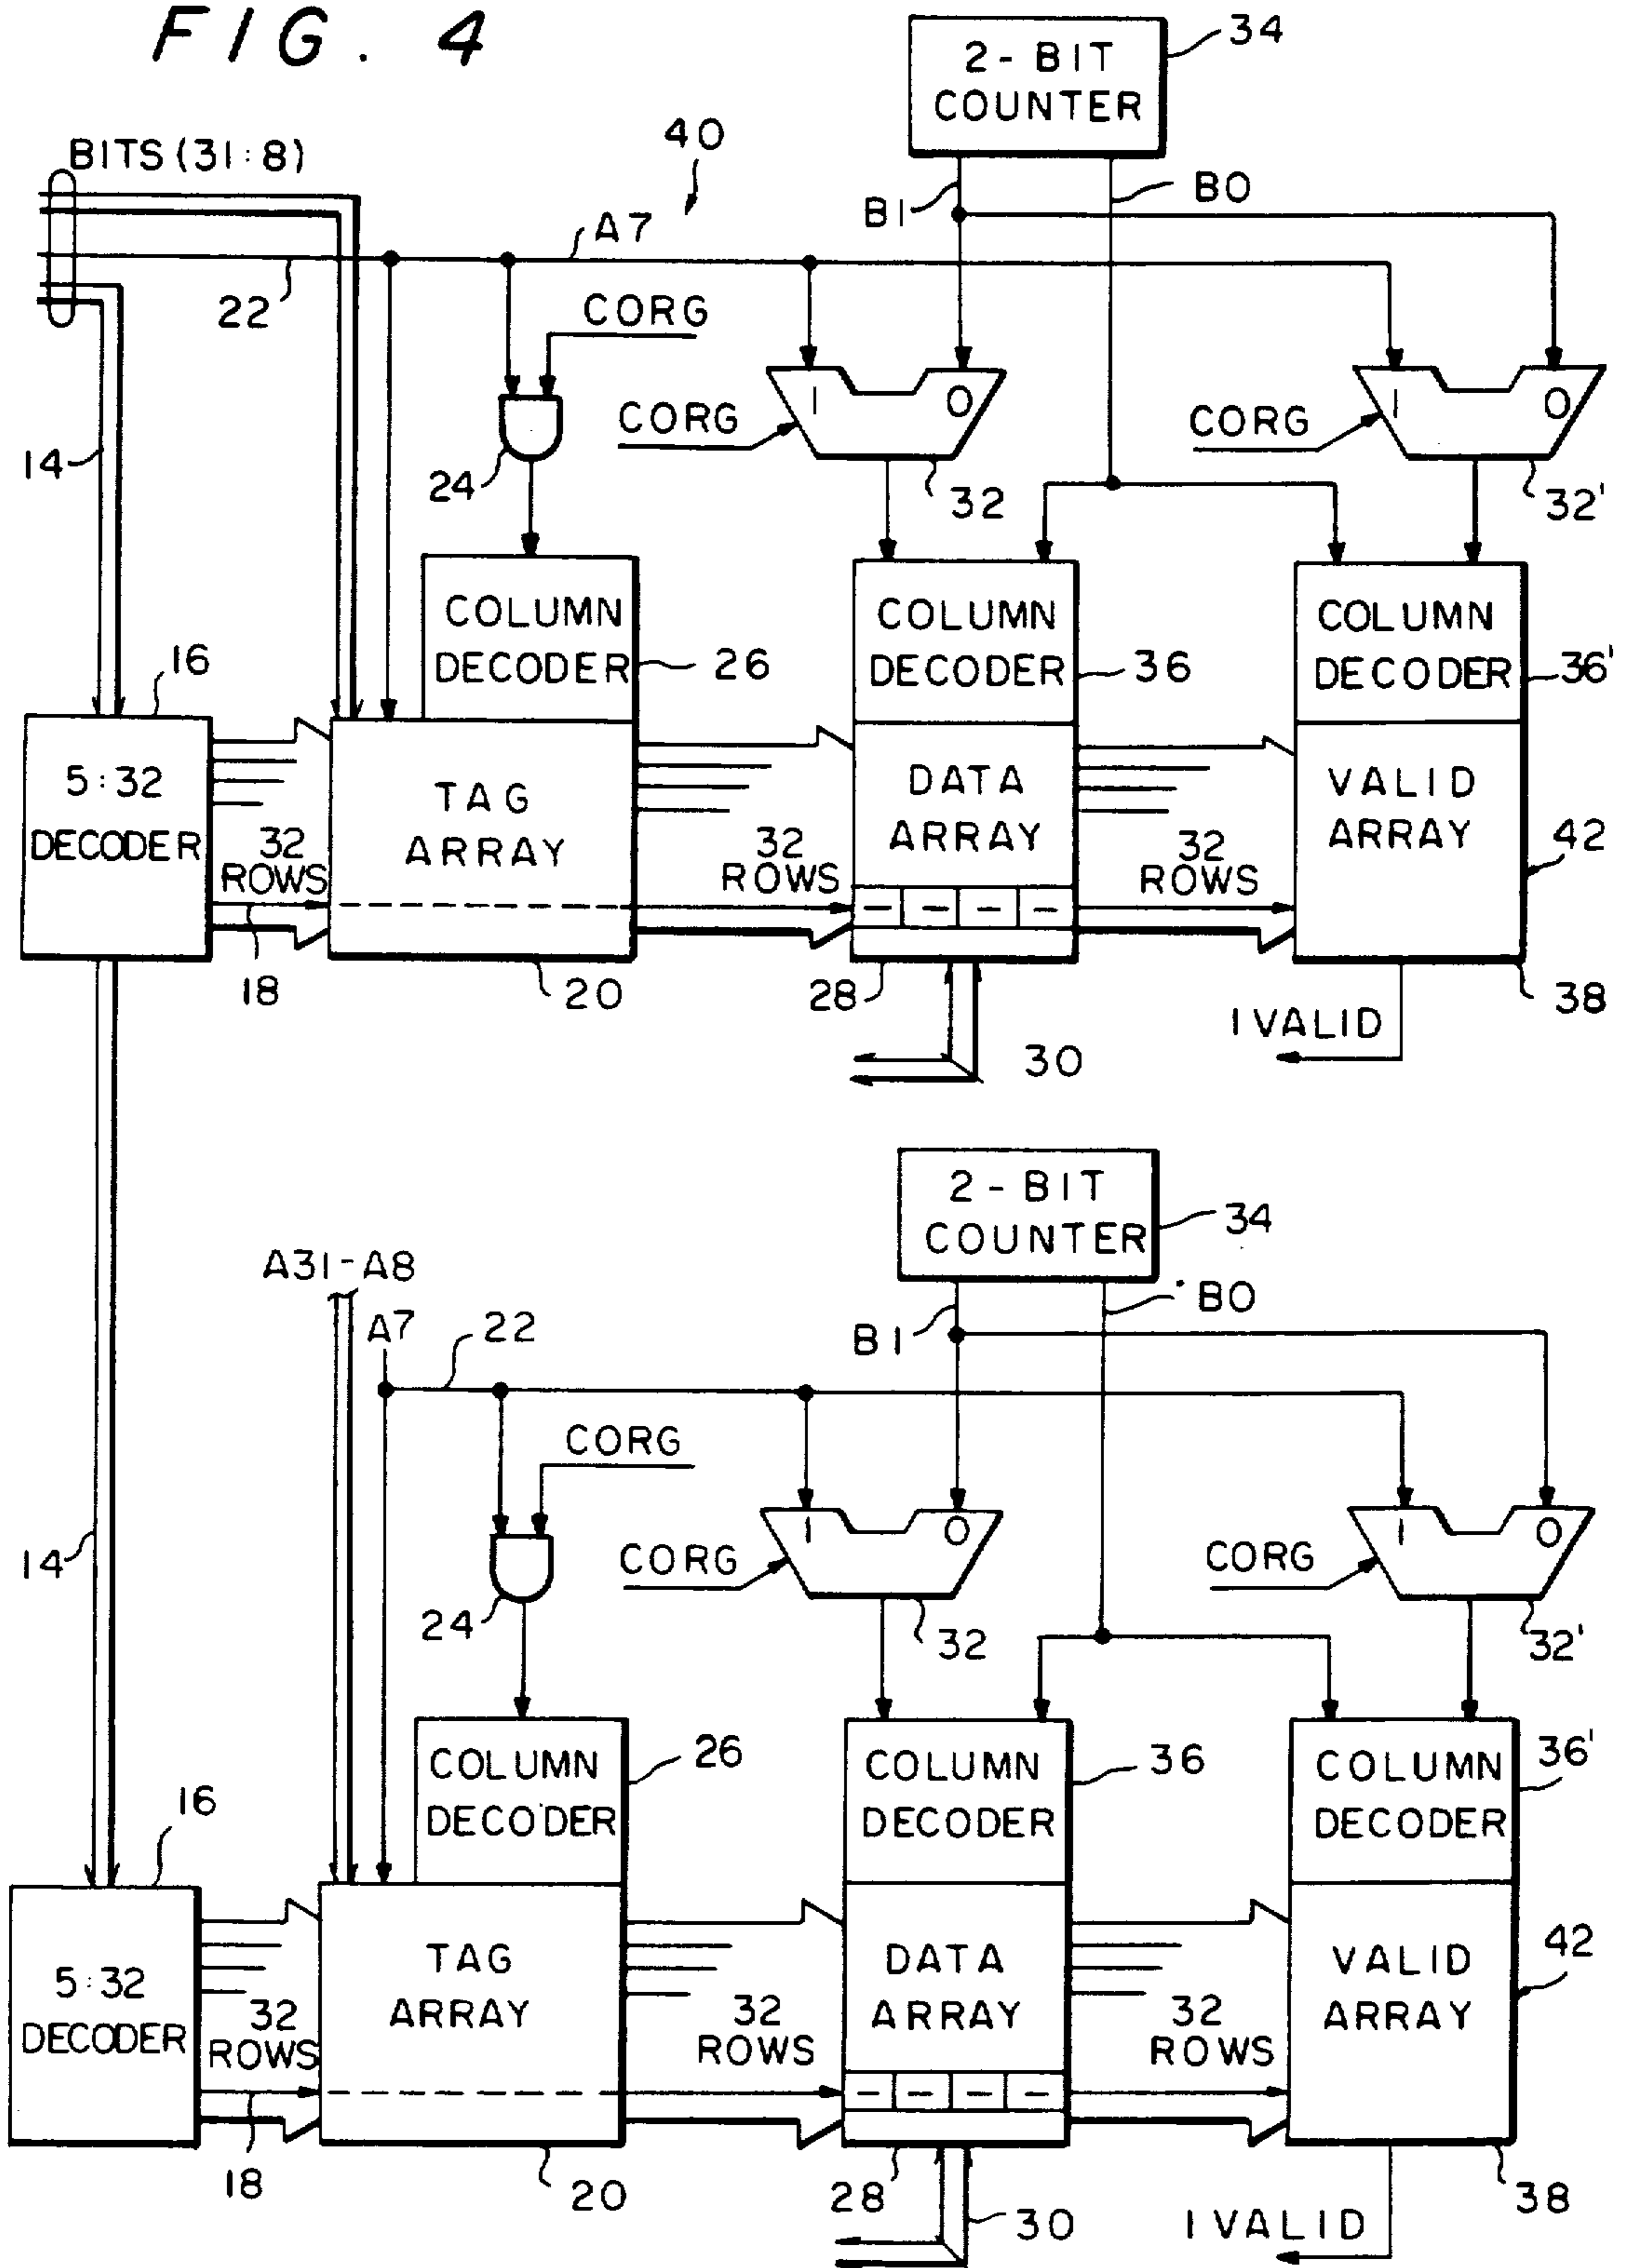 FIG. 4
2-BIT
COUNTER
34
BITS (31:8)
40
B1
B0
A7
22
CORG
1
0
CORG
1
0
CORG
14
24
32
32'
COLUMN
DECODER
26
COLUMN
DECODER
36
COLUMN
DECODER
36'
16
5:32
DECODER
32
ROWS
TAG
ARRAY
32
ROWS
DATA
ARRAY
32
ROWS
VALID
ARRAY
42
18
20
28
30
1 VALID
38
2-BIT
COUNTER
34
A31-A8
A7
22
B1
B0
CORG
1
0
CORG
1
0
CORG
14
24
32
32'
COLUMN
DECODER
26
COLUMN
DECODER
36
COLUMN
DECODER
36'
16
5:32
DECODER
32
ROWS
TAG
ARRAY
32
ROWS
DATA
ARRAY
32
ROWS
VALID
ARRAY
42
18
20
28
30
1 VALID
38